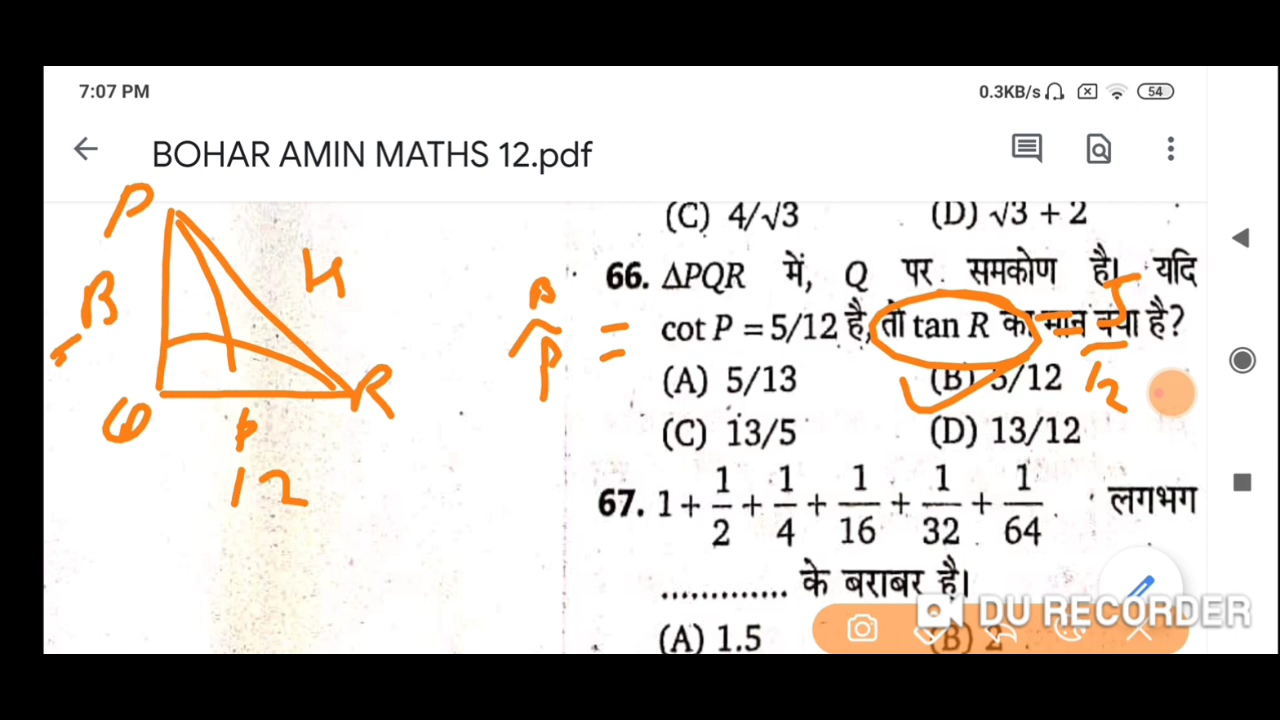 7:07 PM 0.3KB/s 54
BOHAR AMIN MATHS 12.pdf
(C) 4/√3 (D) √3 + 2
66. ΔPQR में, Q पर समकोण है। यदि
cot P = 5/12 है, तो tan R का मान क्या है?
(A) 5/13 (B) 5/12
(C) 13/5 (D) 13/12
67. 1 + 1/2 + 1/4 + 1/16 + 1/32 + 1/64 लगभग
............. के बराबर है।
(A) 1.5 (B) 2
P
B
H
5
Q
R
P
12
B/P =
= 5/12
DU RECORDER